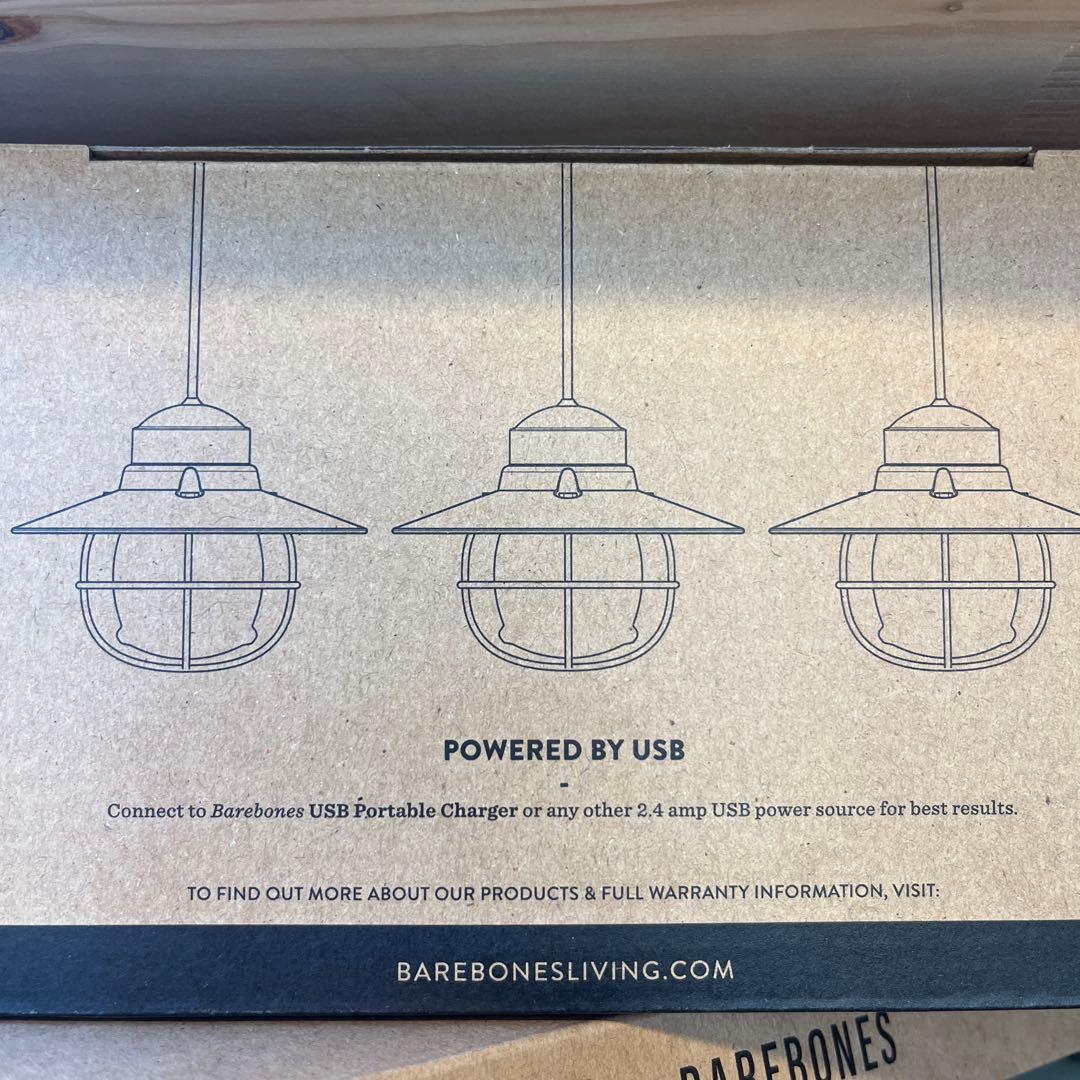 POWERED BY USB
-
Connect to Barebones USB Portable Charger or any other 2.4 amp USB power source for best results.
TO FIND OUT MORE ABOUT OUR PRODUCTS & FULL WARRANTY INFORMATION, VISIT:
BAREBONESLIVING.COM
BAREBONES